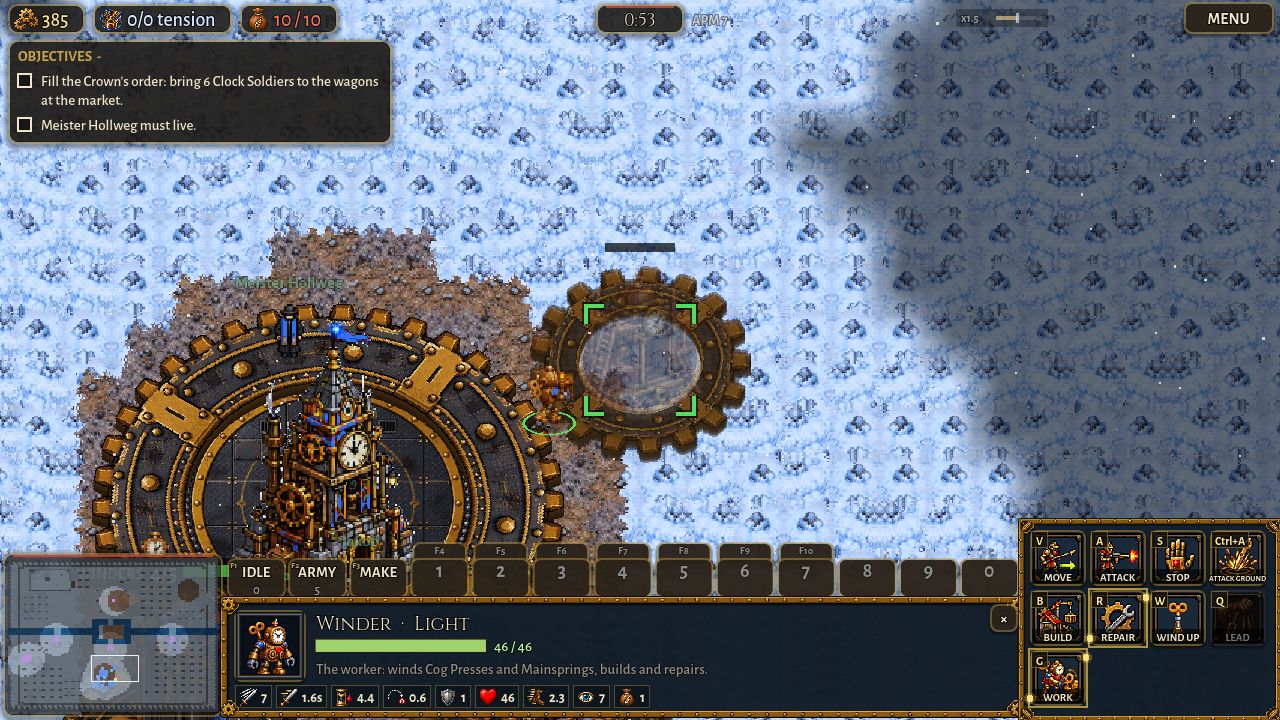 385
0/0 tension
10/10
0:53
APM7
x1.5
MENU
OBJECTIVES -
Fill the Crown's order: bring 6 Clock Soldiers to the wagons
at the market.
Meister Hollweg must live.
Meister Hollweg
F1 IDLE 0
F2 ARMY 5
MAKE
F4 1
F5 2
F6 3
F7 4
F8 5
F9 6
F10 7
8
9
0
Winder · Light
46/46
The worker: winds Cog Presses and Mainsprings, builds and repairs.
7 1.6s 4.4 0.6 1 46 2.3 7 1
×
V MOVE
A ATTACK
S STOP
Ctrl+A ATTACK GROUND
B BUILD
R REPAIR
W WIND UP
Q LEAD
G WORK